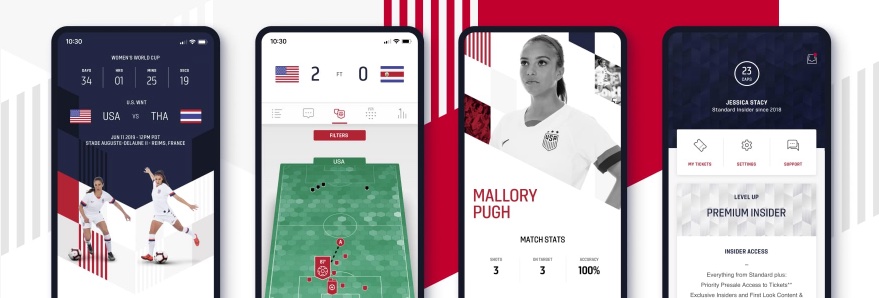 10:30
WOMEN'S WORLD CUP
DAYS HRS MINS SECS
34 01 25 19
U.S. WNT
USA VS THA
JUN 11 2019 - 12PM PDT
STADE AUGUSTO-DELAUNE II - REIMS, FRANCE
10:30
2 FT 0
FILTERS
USA
A
81'
MALLORY
PUGH
MATCH STATS
SHOTS ON TARGET ACCURACY
3 3 100%
23
CAPS
JESSICA STACY
Standard Insider since 2018
MY TICKETS SETTINGS SUPPORT
LEVEL UP
PREMIUM INSIDER
INSIDER ACCESS
–
Everything from Standard plus:
Priority Presale Access to Tickets**
Exclusive Insiders and First Look Content &